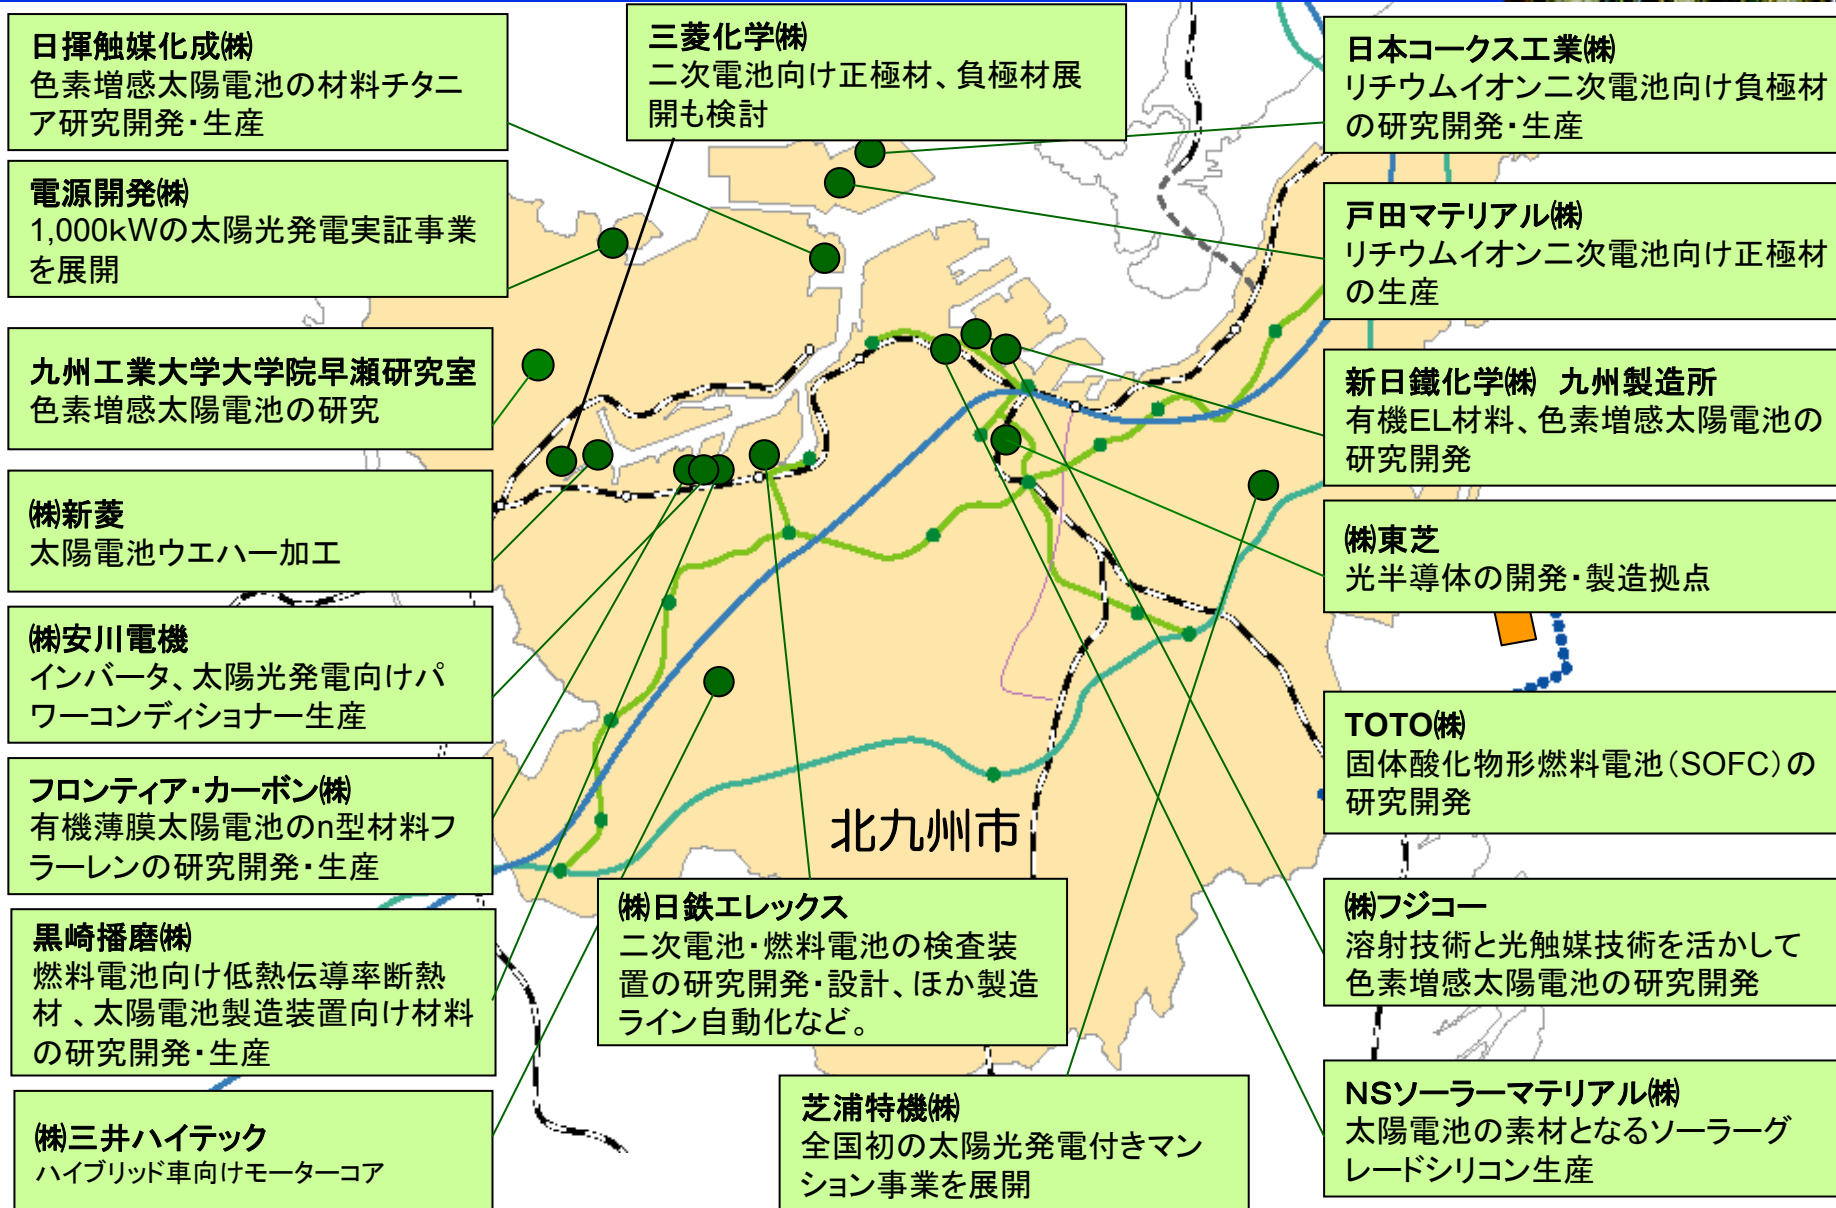 日揮触媒化成㈱
色素増感太陽電池の材料チタニ
ア研究開発・生産
三菱化学㈱
二次電池向け正極材、負極材展
開も検討
日本コークス工業㈱
リチウムイオン二次電池向け負極材
の研究開発・生産
電源開発㈱
1,000kWの太陽光発電実証事業
を展開
戸田マテリアル㈱
リチウムイオン二次電池向け正極材
の生産
九州工業大学大学院早瀬研究室
色素増感太陽電池の研究
新日鐵化学㈱ 九州製造所
有機EL材料、色素増感太陽電池の
研究開発
㈱新菱
太陽電池ウエハー加工
㈱東芝
光半導体の開発・製造拠点
㈱安川電機
インバータ、太陽光発電向けパ
ワーコンディショナー生産
TOTO㈱
固体酸化物形燃料電池(SOFC)の
研究開発
フロンティア・カーボン㈱
有機薄膜太陽電池のn型材料フ
ラーレンの研究開発・生産
北九州市
㈱日鉄エレックス
二次電池・燃料電池の検査装
置の研究開発・設計、ほか製造
ライン自動化など。
㈱フジコー
溶射技術と光触媒技術を活かして
色素増感太陽電池の研究開発
黒崎播磨㈱
燃料電池向け低熱伝導率断熱
材 、太陽電池製造装置向け材料
の研究開発・生産
㈱三井ハイテック
ハイブリッド車向けモーターコア
芝浦特機㈱
全国初の太陽光発電付きマン
ション事業を展開
NSソーラーマテリアル㈱
太陽電池の素材となるソーラーグ
レードシリコン生産